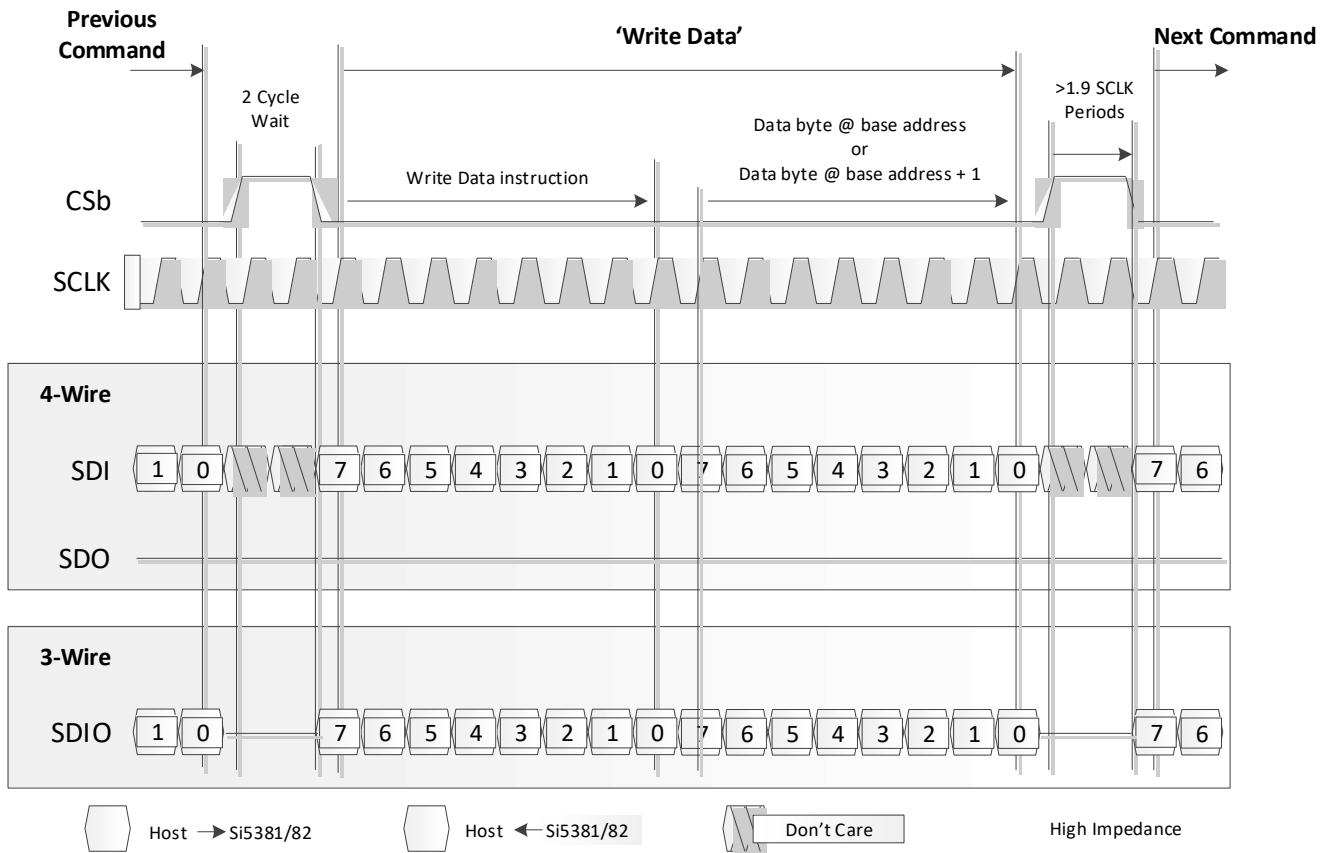 Previous
Command
'Write Data'
Next Command
2 Cycle
Wait
>1.9 SCLK
Periods
Data byte @ base address
or
Data byte @ base address + 1
Write Data instruction
CSb
SCLK
4-Wire
SDI 1 0 7 6 5 4 3 2 1 0 7 6 5 4 3 2 1 0 7 6
SDO
3-Wire
SDIO 1 0 7 6 5 4 3 2 1 0 7 6 5 4 3 2 1 0 7 6
Host Si5381/82 Host Si5381/82 Don't Care High Impedance